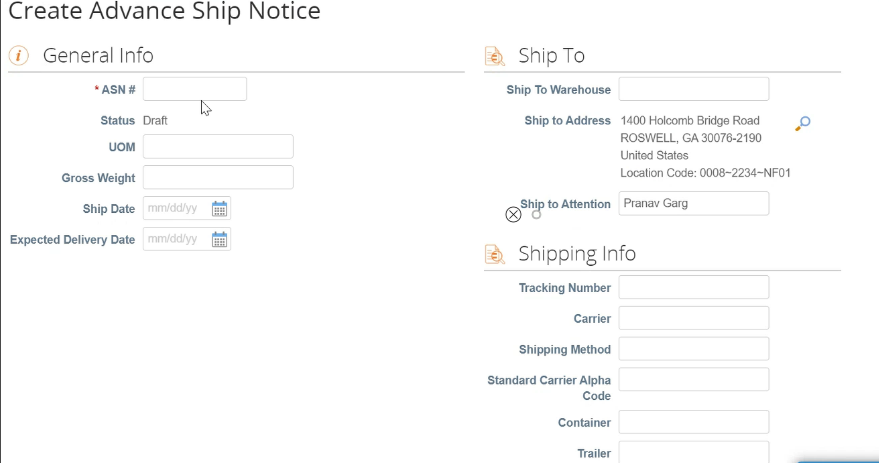 Create Advance Ship Notice
General Info
* ASN #
Status Draft
UOM
Gross Weight
Ship Date mm/dd/yy
Expected Delivery Date mm/dd/yy
Ship To
Ship To Warehouse
Ship to Address 1400 Holcomb Bridge Road
ROSWELL, GA 30076-2190
United States
Location Code: 0008~2234~NF01
Ship to Attention Pranav Garg
Shipping Info
Tracking Number
Carrier
Shipping Method
Standard Carrier Alpha
Code
Container
Trailer